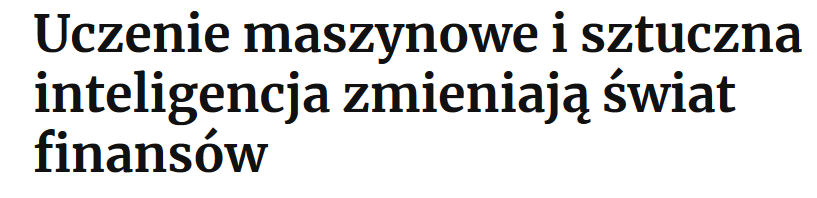 Uczenie maszynowe i sztuczna
inteligencja zmieniają świat
finansów